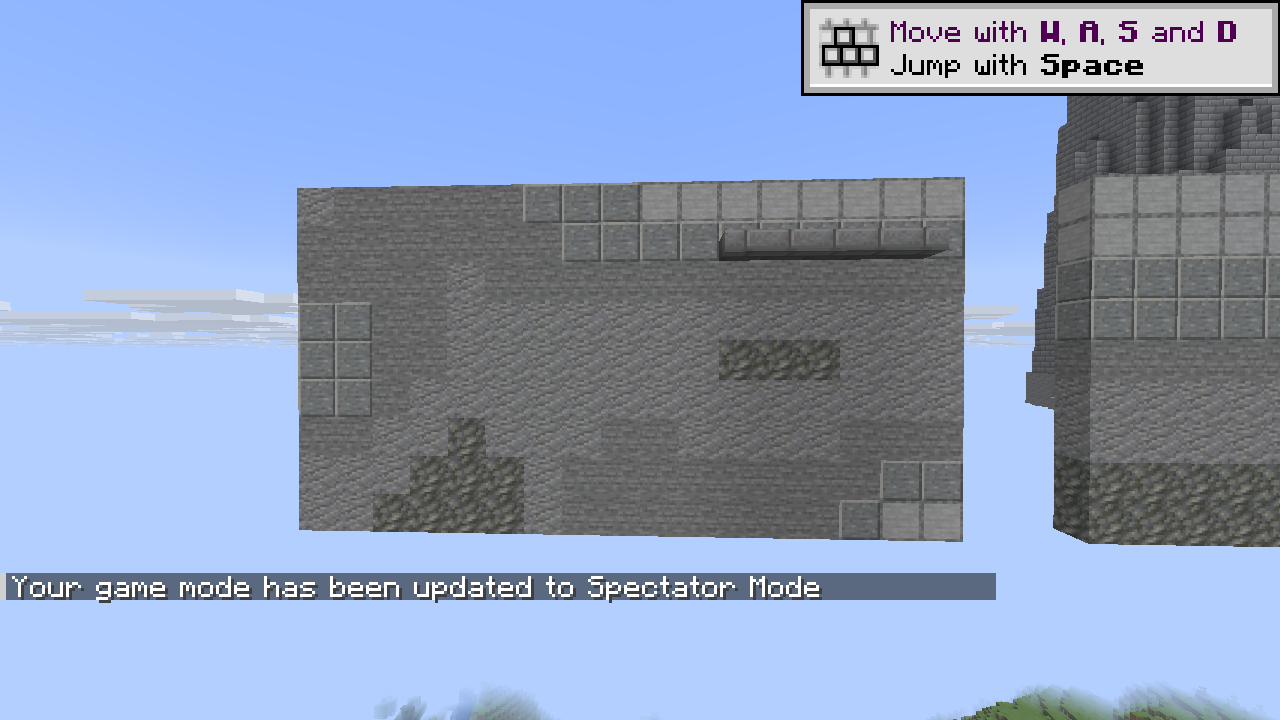 Move with W, A, S and D
Jump with Space
Your game mode has been updated to Spectator Mode